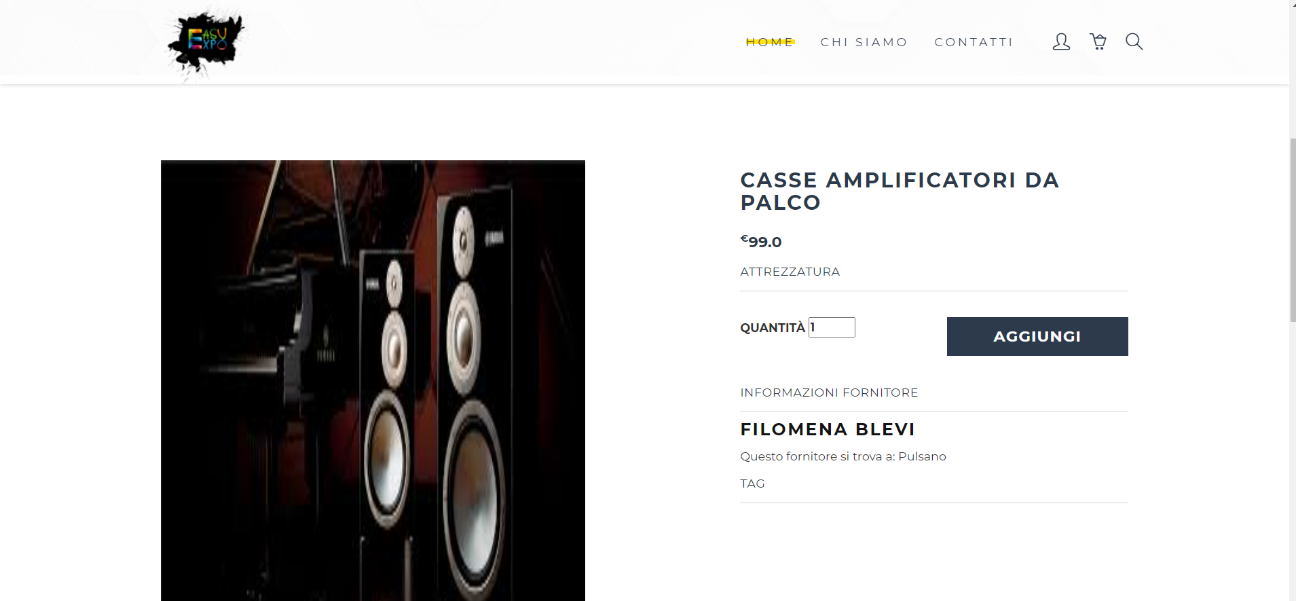 EASY
EXPO
HOME CHI SIAMO CONTATTI
CASSE AMPLIFICATORI DA
PALCO
€99.0
ATTREZZATURA
QUANTITÀ 1 AGGIUNGI
INFORMAZIONI FORNITORE
FILOMENA BLEVI
Questo fornitore si trova a: Pulsano
TAG